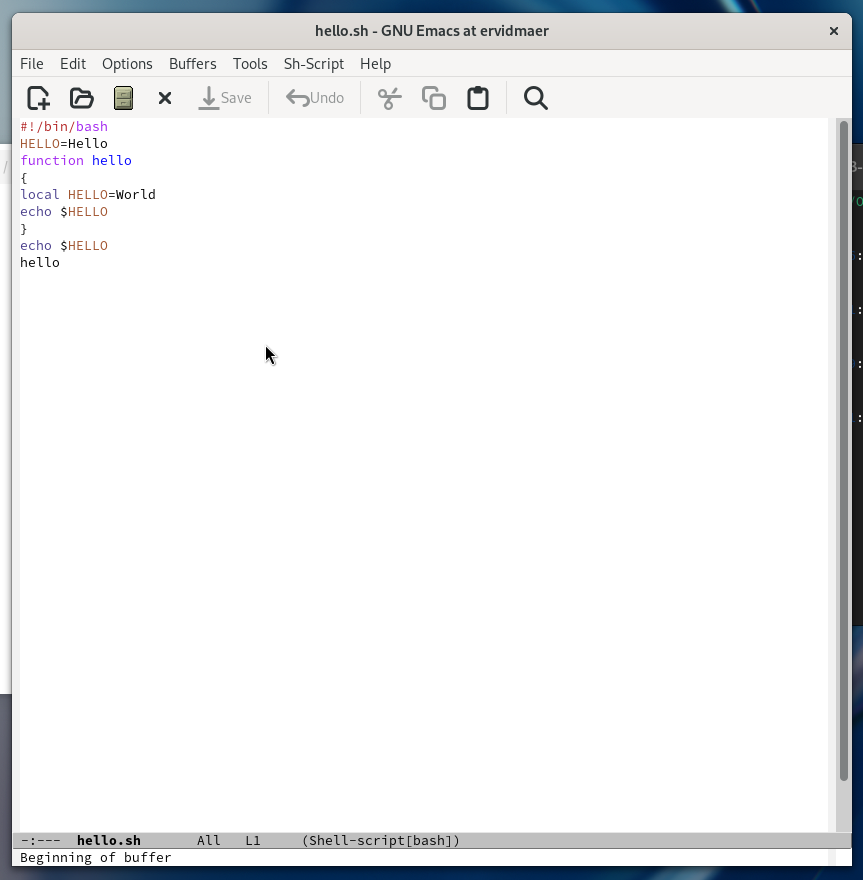 hello.sh - GNU Emacs at ervidmaer ×
File Edit Options Buffers Tools Sh-Script Help
Save Undo
#!/bin/bash
HELLO=Hello
function hello
{
local HELLO=World
echo $HELLO
}
echo $HELLO
hello
-:--- hello.sh All L1 (Shell-script[bash])
Beginning of buffer